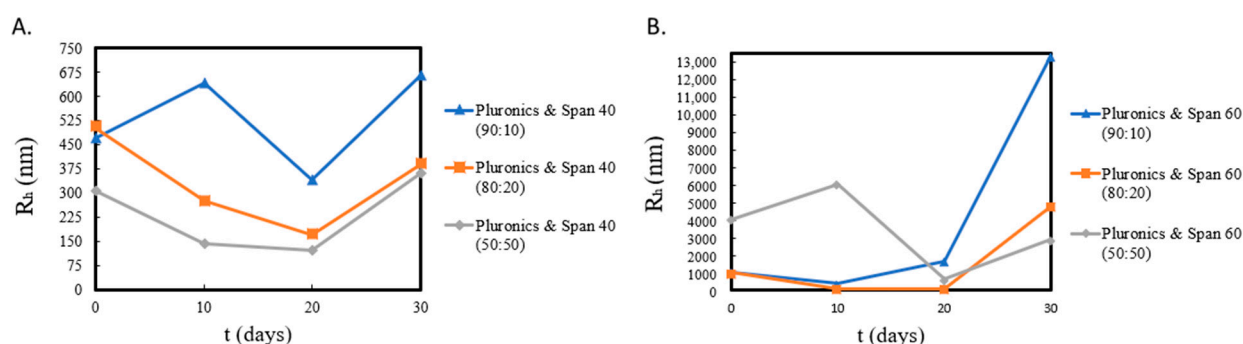 A.
750
675
600
525
450
375
300
225
150
75
0
Rh (nm)
0 10 20 30
t (days)
Pluronics & Span 40
(90:10)
Pluronics & Span 40
(80:20)
Pluronics & Span 40
(50:50)
B.
13,000
12,000
11,000
10,000
9000
8000
7000
6000
5000
4000
3000
2000
1000
0
Rh (nm)
0 10 20 30
t (days)
Pluronics & Span 60
(90:10)
Pluronics & Span 60
(80:20)
Pluronics & Span 60
(50:50)